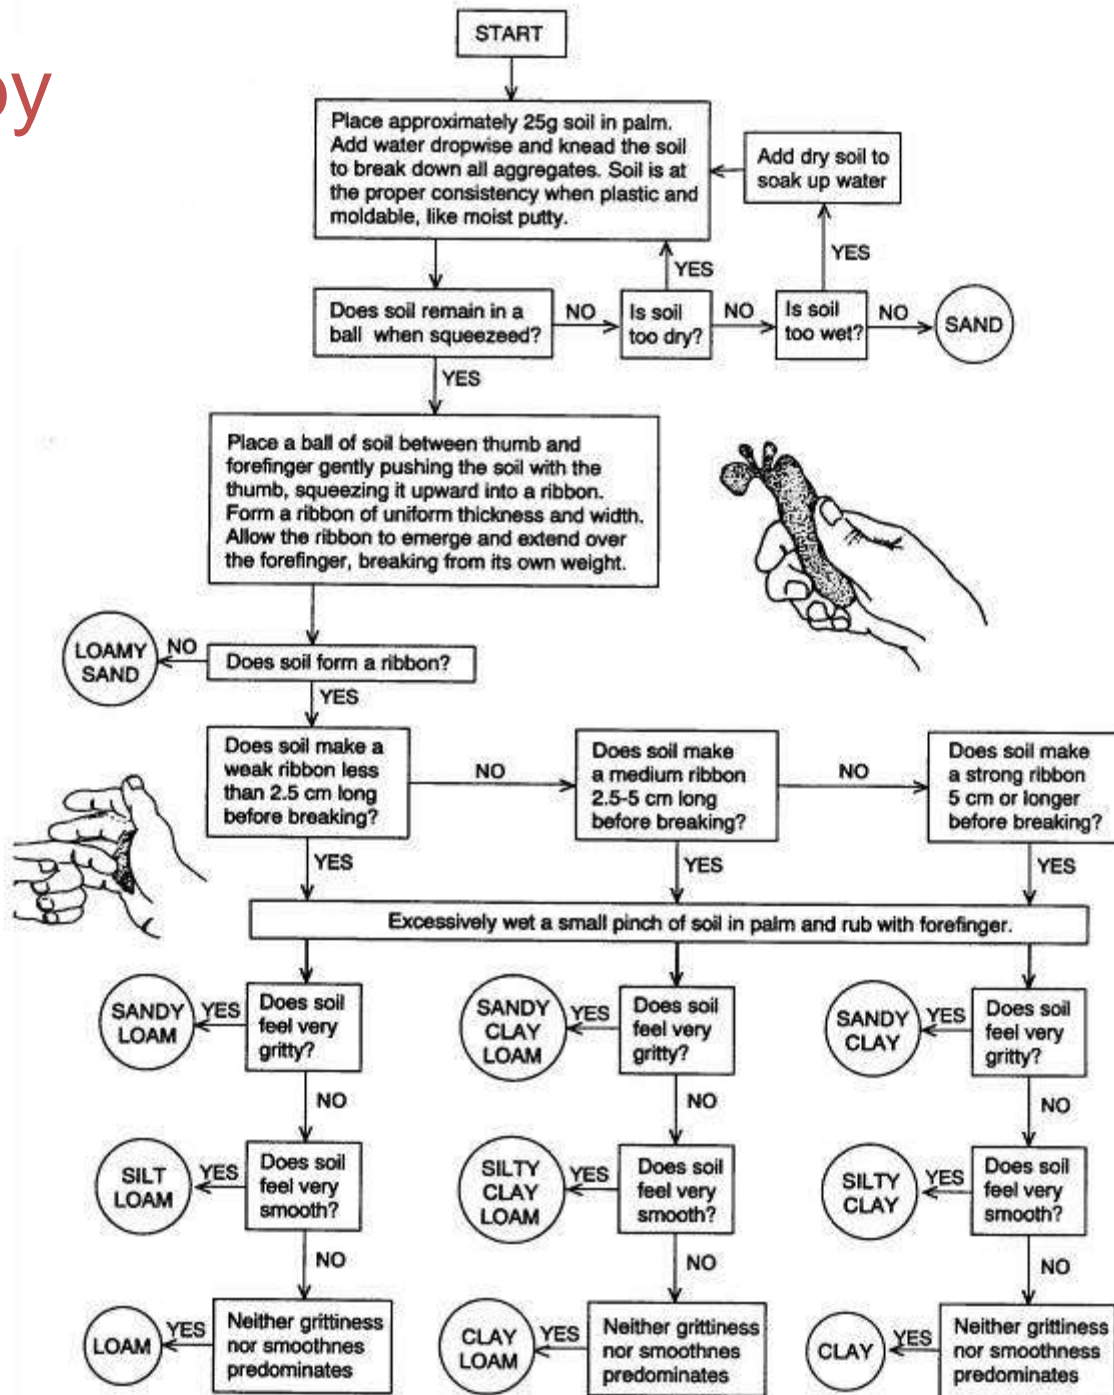 by
START
Place approximately 25g soil in palm.
Add water dropwise and knead the soil
to break down all aggregates. Soil is at
the proper consistency when plastic and
moldable, like moist putty.
Add dry soil to
soak up water
YES
YES
Does soil remain in a
ball when squeezeed?
NO
Is soil
too dry?
NO
Is soil
too wet?
NO
SAND
YES
Place a ball of soil between thumb and
forefinger gently pushing the soil with the
thumb, squeezing it upward into a ribbon.
Form a ribbon of uniform thickness and width.
Allow the ribbon to emerge and extend over
the forefinger, breaking from its own weight.
LOAMY
SAND
NO
Does soil form a ribbon?
YES
Does soil make a
weak ribbon less
than 2.5 cm long
before breaking?
NO
Does soil make
a medium ribbon
2.5-5 cm long
before breaking?
NO
Does soil make
a strong ribbon
5 cm or longer
before breaking?
YES
YES
YES
Excessively wet a small pinch of soil in palm and rub with forefinger.
SANDY
LOAM
YES
Does soil
feel very
gritty?
SANDY
CLAY
LOAM
YES
Does soil
feel very
gritty?
SANDY
CLAY
YES
Does soil
feel very
gritty?
NO
NO
NO
SILT
LOAM
YES
Does soil
feel very
smooth?
SILTY
CLAY
LOAM
YES
Does soil
feel very
smooth?
SILTY
CLAY
YES
Does soil
feel very
smooth?
NO
NO
NO
LOAM
YES
Neither grittiness
nor smoothnes
predominates
CLAY
LOAM
YES
Neither grittiness
nor smoothnes
predominates
CLAY
YES
Neither grittiness
nor smoothness
predominates